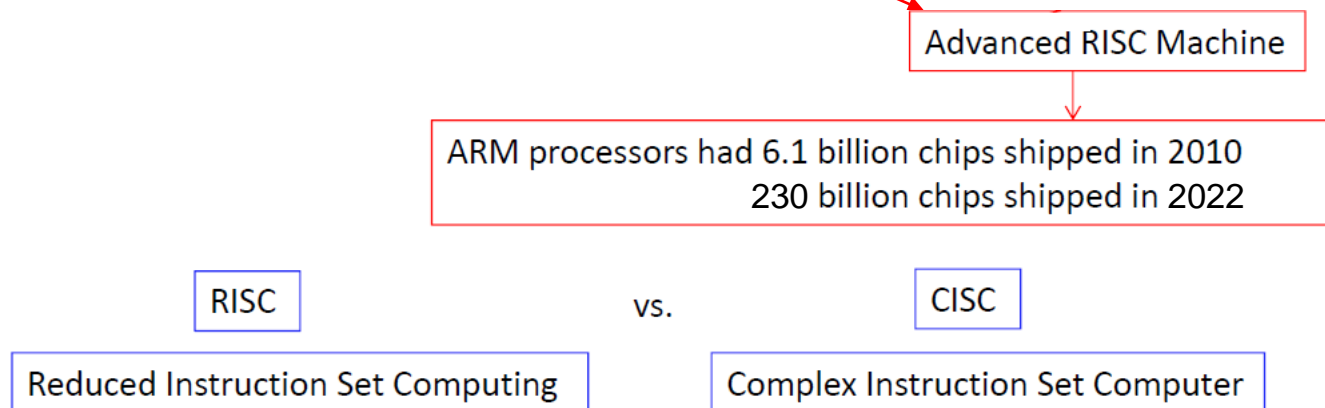 Advanced RISC Machine
ARM processors had 6.1 billion chips shipped in 2010
230 billion chips shipped in 2022
RISC vs. CISC
Reduced Instruction Set Computing Complex Instruction Set Computer